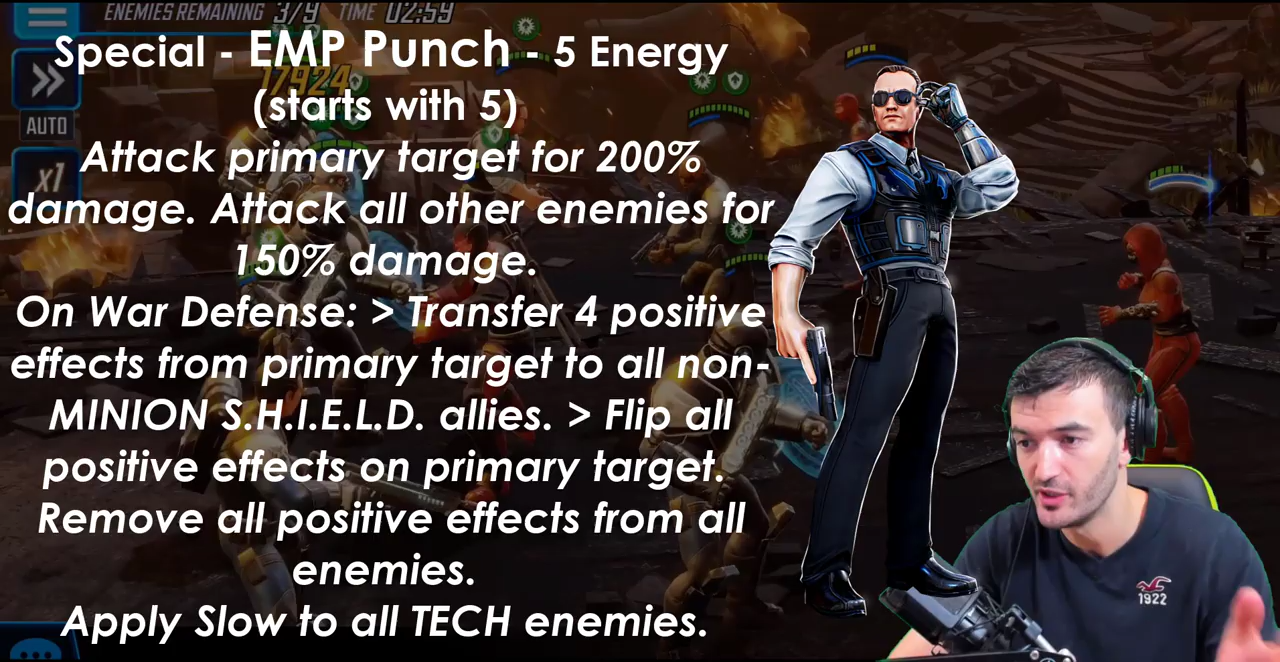 ENEMIES REMAINING 3/9 TIME 02:59
Special - EMP Punch - 5 Energy
17924
(starts with 5)
AUTO
Attack primary target for 200%
x1
damage. Attack all other enemies for
150% damage.
On War Defense: > Transfer 4 positive
effects from primary target to all non-
MINION S.H.I.E.L.D. allies. > Flip all
positive effects on primary target.
Remove all positive effects from all
enemies.
Apply Slow to all TECH enemies.
1922